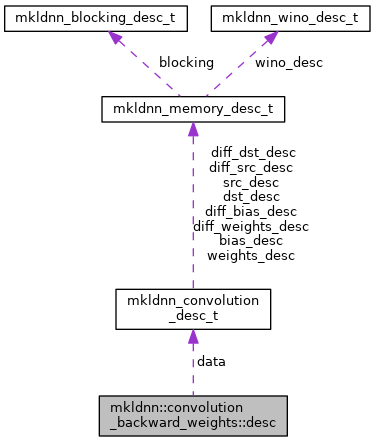 mkldnn_blocking_desc_t
mkldnn_wino_desc_t
blocking
wino_desc
mkldnn_memory_desc_t
diff_dst_desc
diff_src_desc
src_desc
dst_desc
diff_bias_desc
diff_weights_desc
bias_desc
weights_desc
mkldnn_convolution
_desc_t
data
mkldnn::convolution
_backward_weights::desc